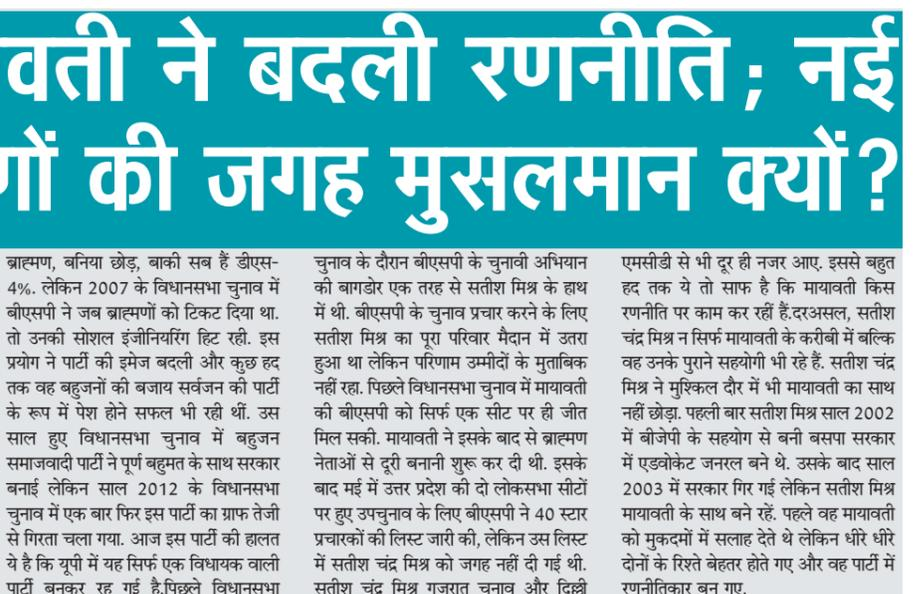 वती ने बदली रणनीति; नई
की जगह मुसलमान क्यों?
ब्राह्मण, बनिया छोड़, बाकी सब हैं डीएस-
4%. लेकिन 2007 के विधानसभा चुनाव में
बीएसपी ने जब ब्राह्मणों को टिकट दिया था.
तो उनकी सोशल इंजीनियरिंग हिट रही. इस
प्रयोग ने पार्टी की इमेज बदली और कुछ हद
तक वह बहुजनों की बजाय सर्वजन की पार्टी
के रूप में पेश होने सफल भी रही थीं. उस
साल हुए विधानसभा चुनाव में बहुजन
समाजवादी पार्टी ने पूर्ण बहुमत के साथ सरकार
बनाई लेकिन साल 2012 के विधानसभा
चुनाव में एक बार फिर इस पार्टी का ग्राफ तेजी
से गिरता चला गया. आज इस पार्टी की हालत
ये है कि यूपी में यह सिर्फ एक विधायक वाली
पार्टी बनकर रह गई है.पिछले विधानसभा
चुनाव के दौरान बीएसपी के चुनावी अभियान
की बागडोर एक तरह से सतीश मिश्र के हाथ
में थी. बीएसपी के चुनाव प्रचार करने के लिए
सतीश मिश्र का पूरा परिवार मैदान में उतरा
हुआ था लेकिन परिणाम उम्मीदों के मुताबिक
नहीं रहा. पिछले विधानसभा चुनाव में मायावती
की बीएसपी को सिर्फ एक सीट पर ही जीत
मिल सकी. मायावती ने इसके बाद से ब्राह्मण
नेताओं से दूरी बनानी शुरू कर दी थी. इसके
बाद मई में उत्तर प्रदेश की दो लोकसभा सीटों
पर हुए उपचुनाव के लिए बीएसपी ने 40 स्टार
प्रचारकों की लिस्ट जारी की, लेकिन उस लिस्ट
में सतीश चंद्र मिश्र को जगह नहीं दी गई थी.
सतीश चंद्र मिश्र गुजरात चुनाव और दिल्ली
एमसीडी से भी दूर ही नजर आए. इससे बहुत
हद तक ये तो साफ है कि मायावती किस
रणनीति पर काम कर रहीं हैं.दरअसल, सतीश
चंद्र मिश्र न सिर्फ मायावती के करीबी में बल्कि
वह उनके पुराने सहयोगी भी रहे हैं. सतीश चंद्र
मिश्र ने मुश्किल दौर में भी मायावती का साथ
नहीं छोड़ा. पहली बार सतीश मिश्र साल 2002
में बीजेपी के सहयोग से बनी बसपा सरकार
में एडवोकेट जनरल बने थे. उसके बाद साल
2003 में सरकार गिर गई लेकिन सतीश मिश्र
मायावती के साथ बने रहें. पहले वह मायावती
को मुकदमों में सलाह देते थे लेकिन धीरे धीरे
दोनों के रिश्ते बेहतर होते गए और वह पार्टी में
रणनीतिकार बन गए.